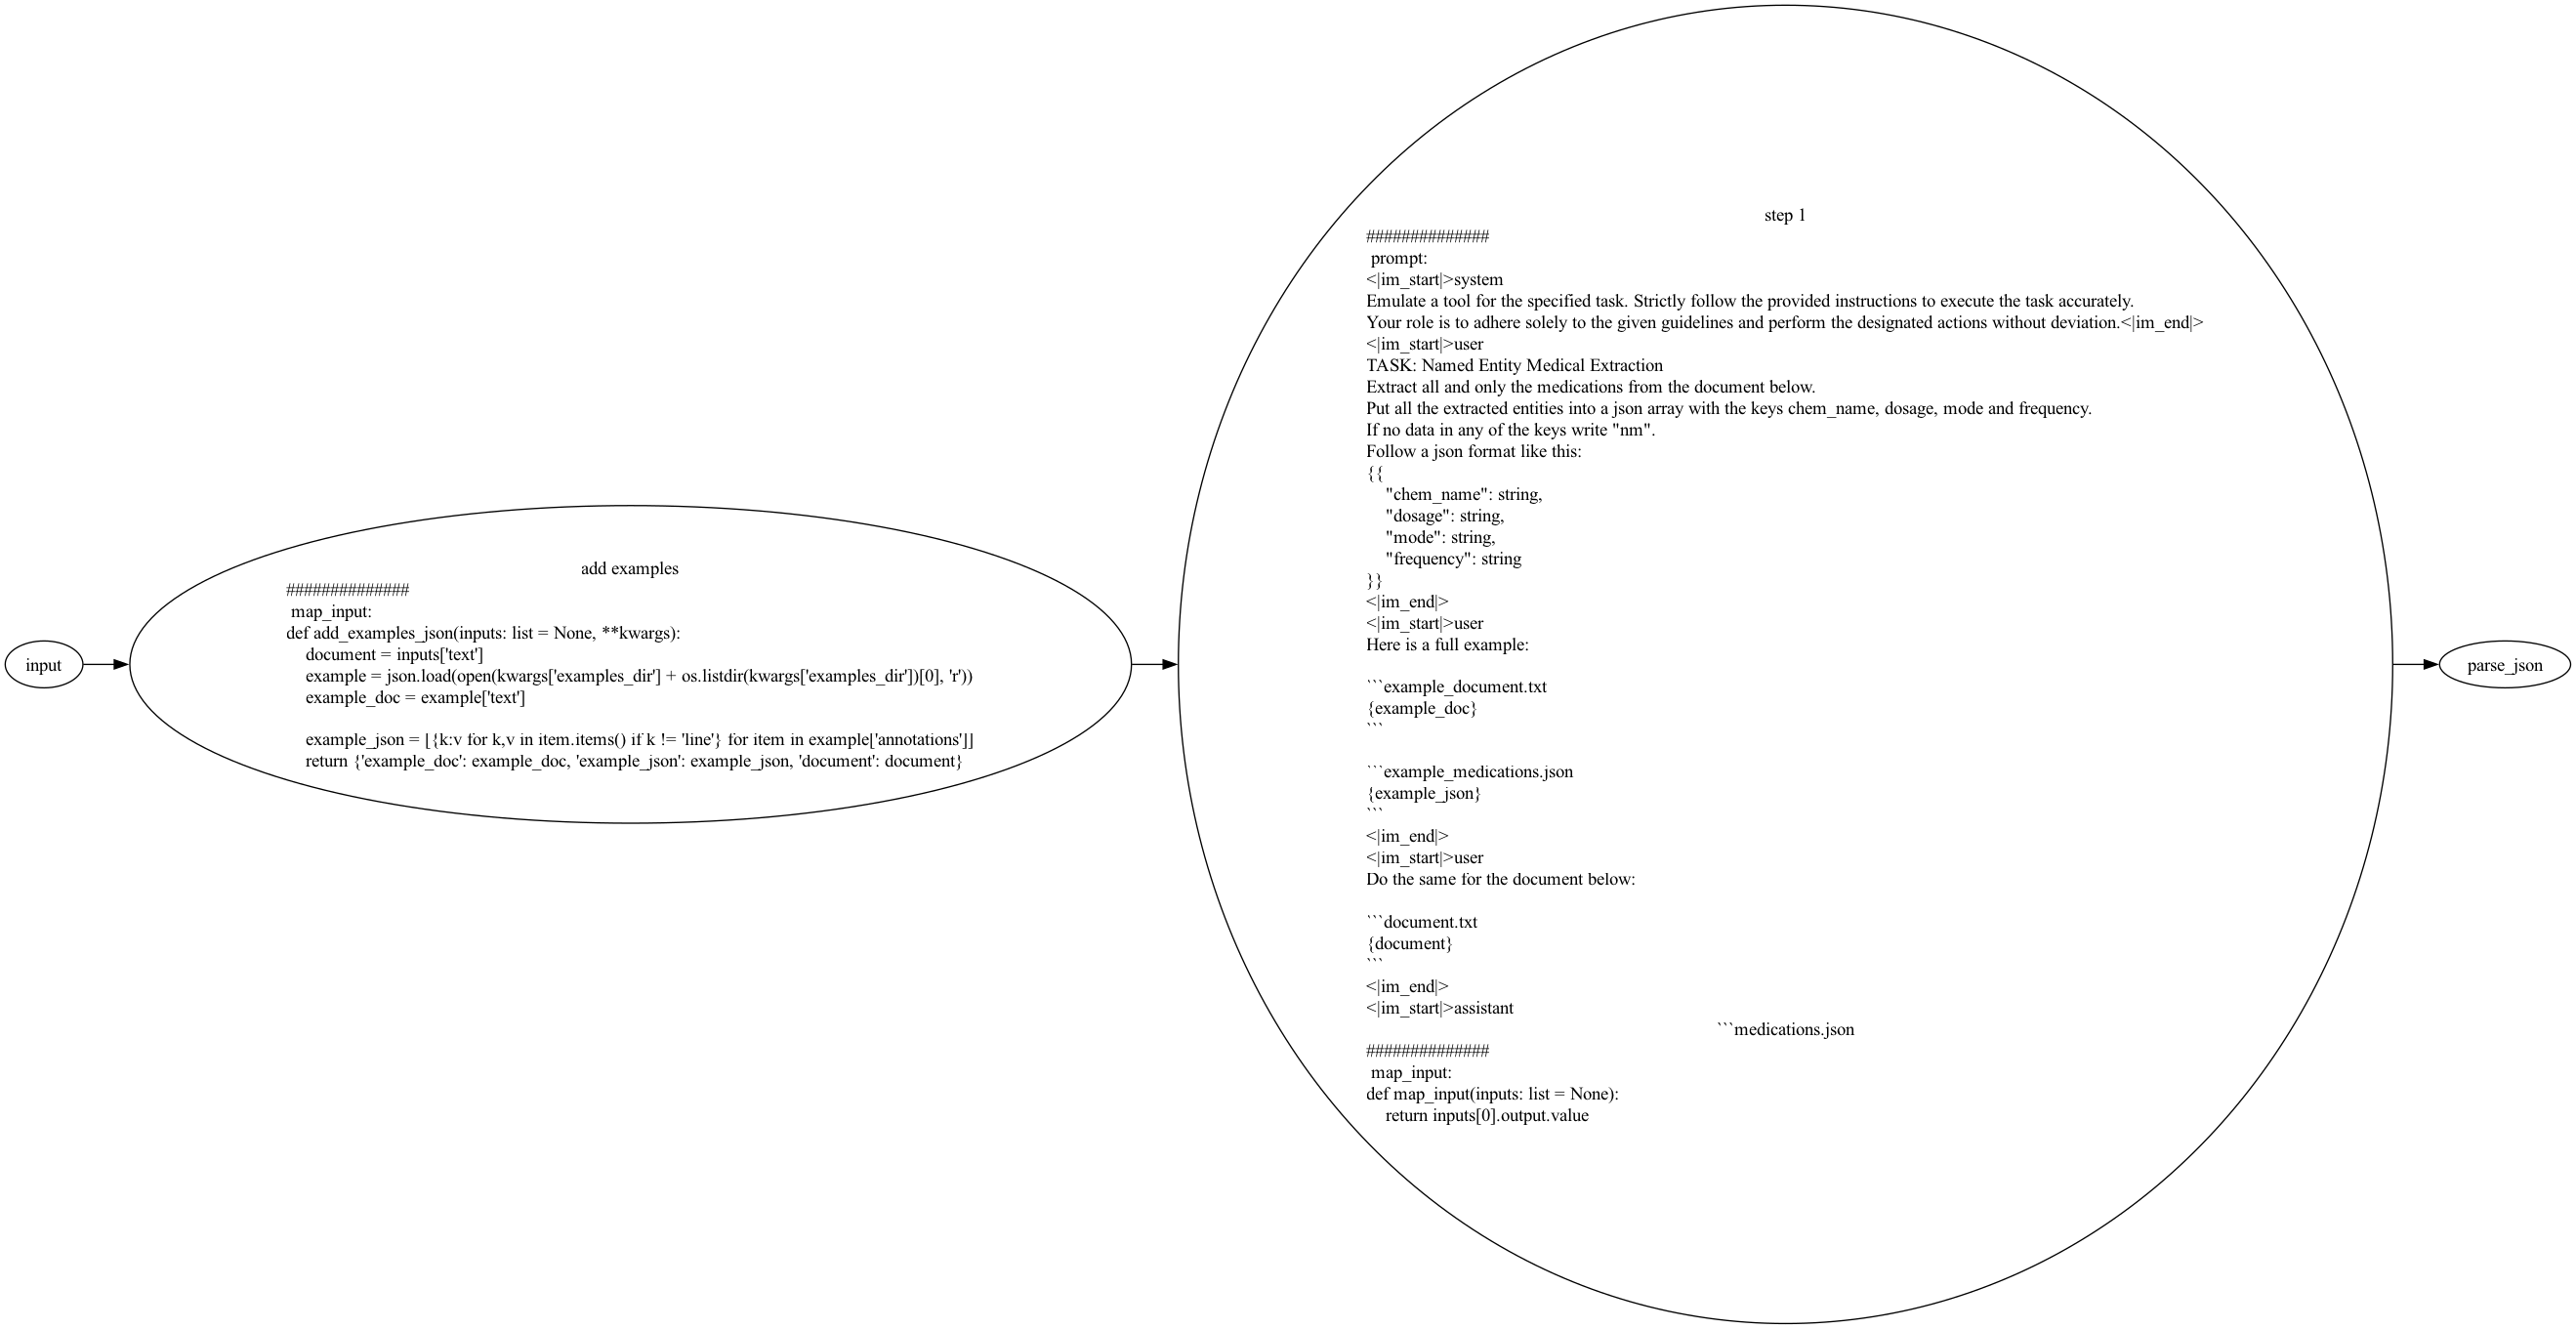 input
add examples
##############
 map_input:
def add_examples_json(inputs: list = None, **kwargs):
    document = inputs['text']
    example = json.load(open(kwargs['examples_dir'] + os.listdir(kwargs['examples_dir'])[0], 'r'))
    example_doc = example['text']

    example_json = [{k:v for k,v in item.items() if k != 'line'} for item in example['annotations']]
    return {'example_doc': example_doc, 'example_json': example_json, 'document': document}
step 1
##############
 prompt:
<|im_start|>system
Emulate a tool for the specified task. Strictly follow the provided instructions to execute the task accurately.
Your role is to adhere solely to the given guidelines and perform the designated actions without deviation.<|im_end|>
<|im_start|>user
TASK: Named Entity Medical Extraction
Extract all and only the medications from the document below.
Put all the extracted entities into a json array with the keys chem_name, dosage, mode and frequency.
If no data in any of the keys write "nm".
Follow a json format like this:
{{
    "chem_name": string,
    "dosage": string,
    "mode": string,
    "frequency": string
}}
<|im_end|>
<|im_start|>user
Here is a full example:

```example_document.txt
{example_doc}
```

```example_medications.json
{example_json}
```
<|im_end|>
<|im_start|>user
Do the same for the document below:

```document.txt
{document}
```
<|im_end|>
<|im_start|>assistant
```medications.json
##############
 map_input:
def map_input(inputs: list = None):
    return inputs[0].output.value
parse_json